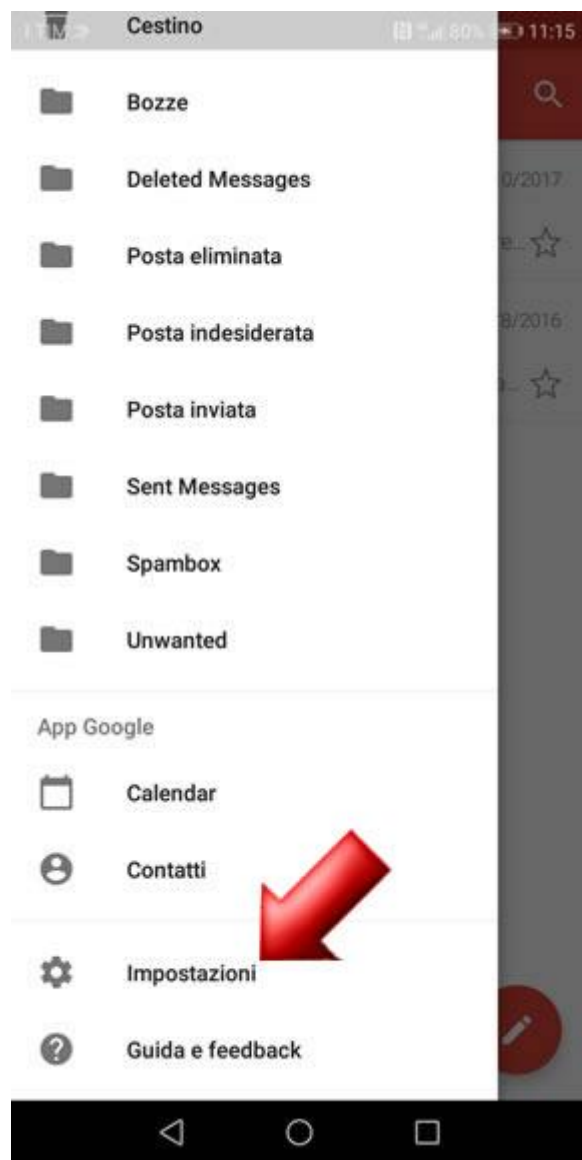 Cestino
80% 11:15
Bozze
Deleted Messages
0/2017
Posta eliminata
e...
Posta indesiderata
8/2016
Posta inviata
Sent Messages
Spambox
Unwanted
App Google
Calendar
Contatti
Impostazioni
Guida e feedback